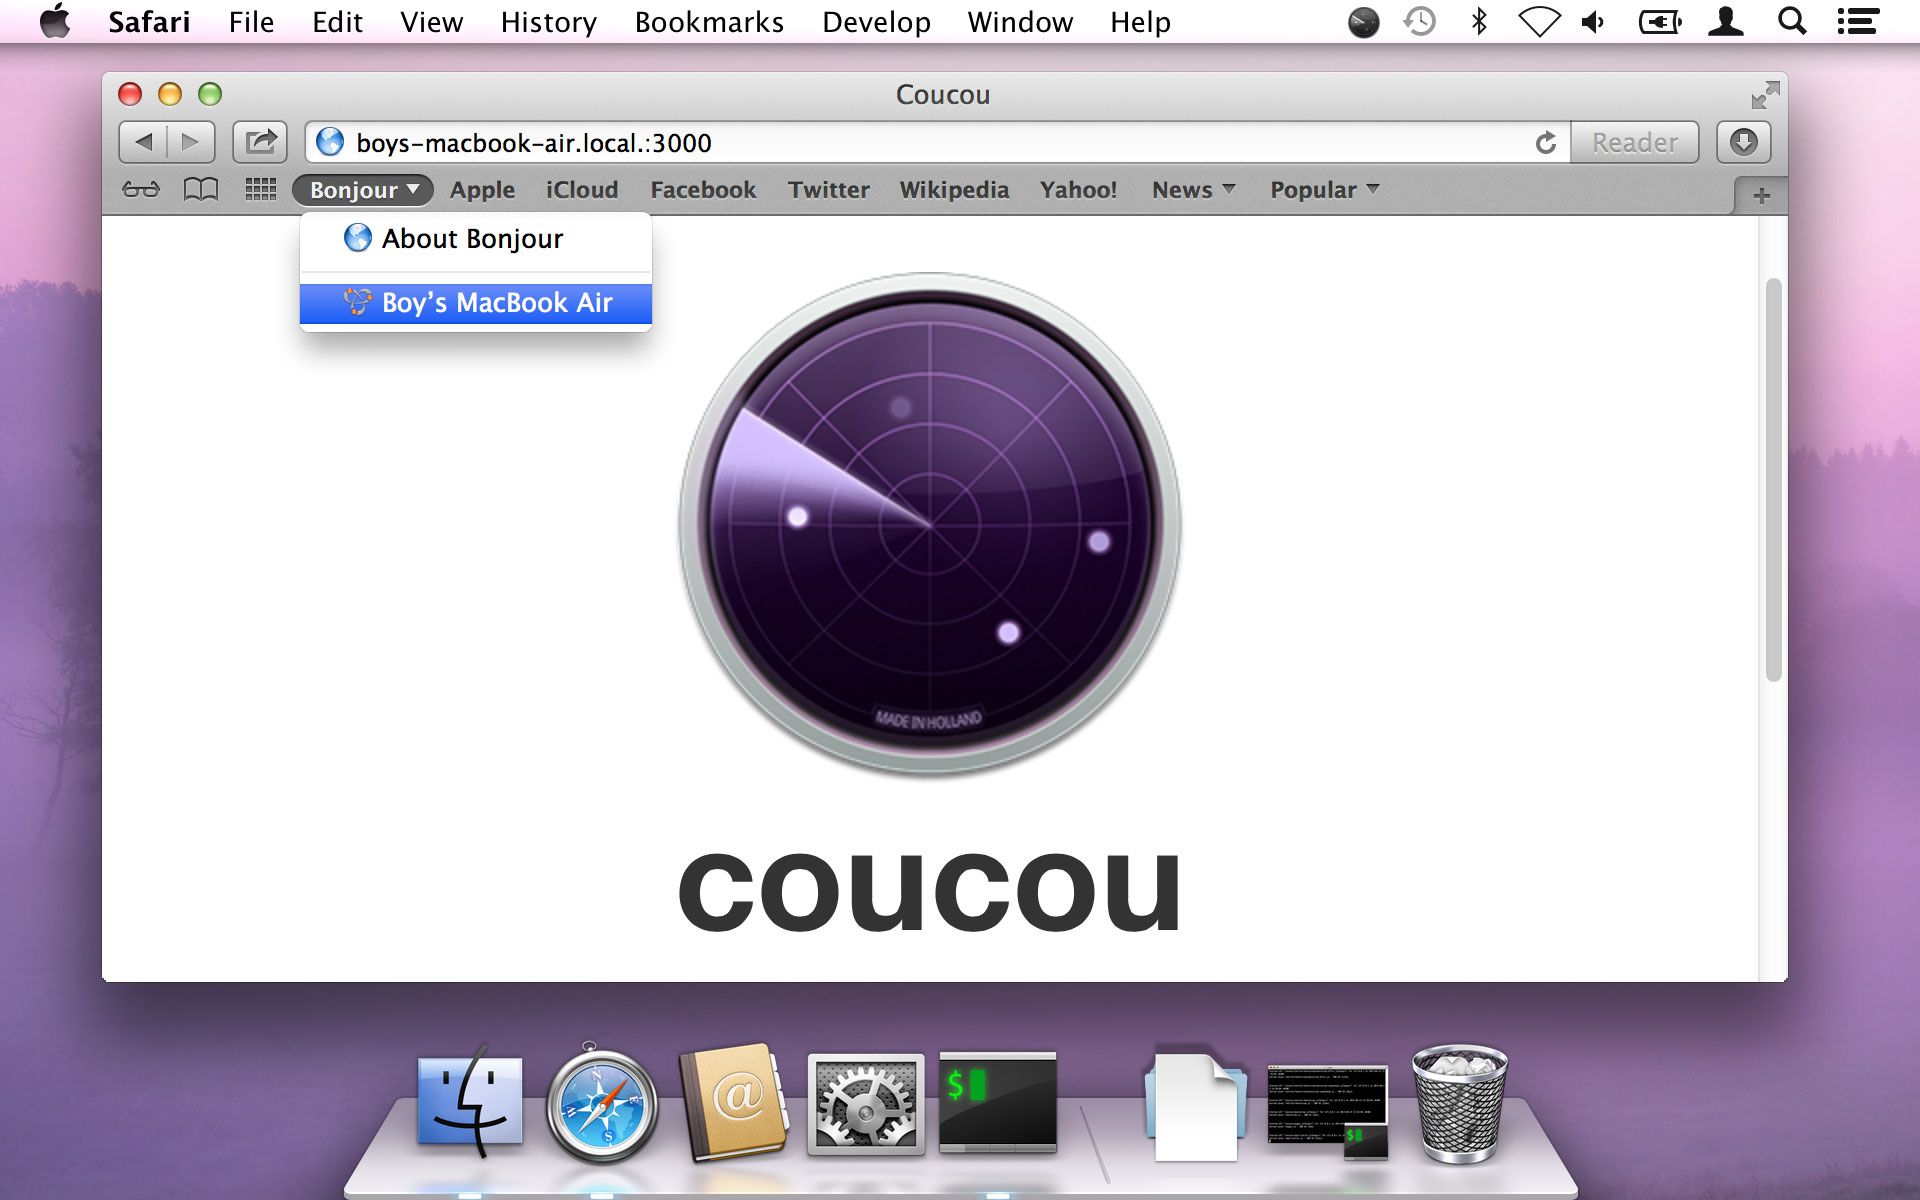 Safari File Edit View History Bookmarks Develop Window Help
Coucou
boys-macbook-air.local.:3000 Reader
Bonjour Apple iCloud Facebook Twitter Wikipedia Yahoo! News Popular
About Bonjour
Boy’s MacBook Air
MADE IN HOLLAND
coucou
N
W E
S
@
$
$